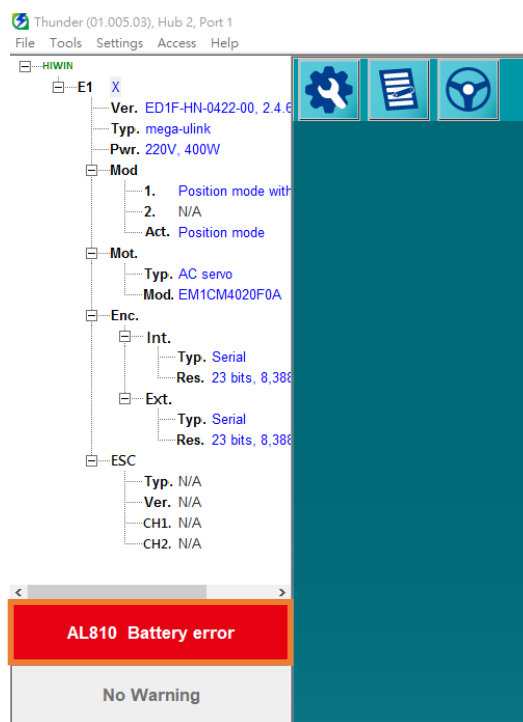 Thunder (01.005.03), Hub 2, Port 1
File Tools Settings Access Help
HIWIN
E1 X
Ver. ED1F-HN-0422-00, 2.4.6
Typ. mega-ulink
Pwr. 220V, 400W
Mod
1. Position mode with
2. N/A
Act. Position mode
Mot.
Typ. AC servo
Mod. EM1CM4020F0A
Enc.
Int.
Typ. Serial
Res. 23 bits, 8,388
Ext.
Typ. Serial
Res. 23 bits, 8,388
ESC
Typ. N/A
Ver. N/A
CH1. N/A
CH2. N/A
AL810 Battery error
No Warning